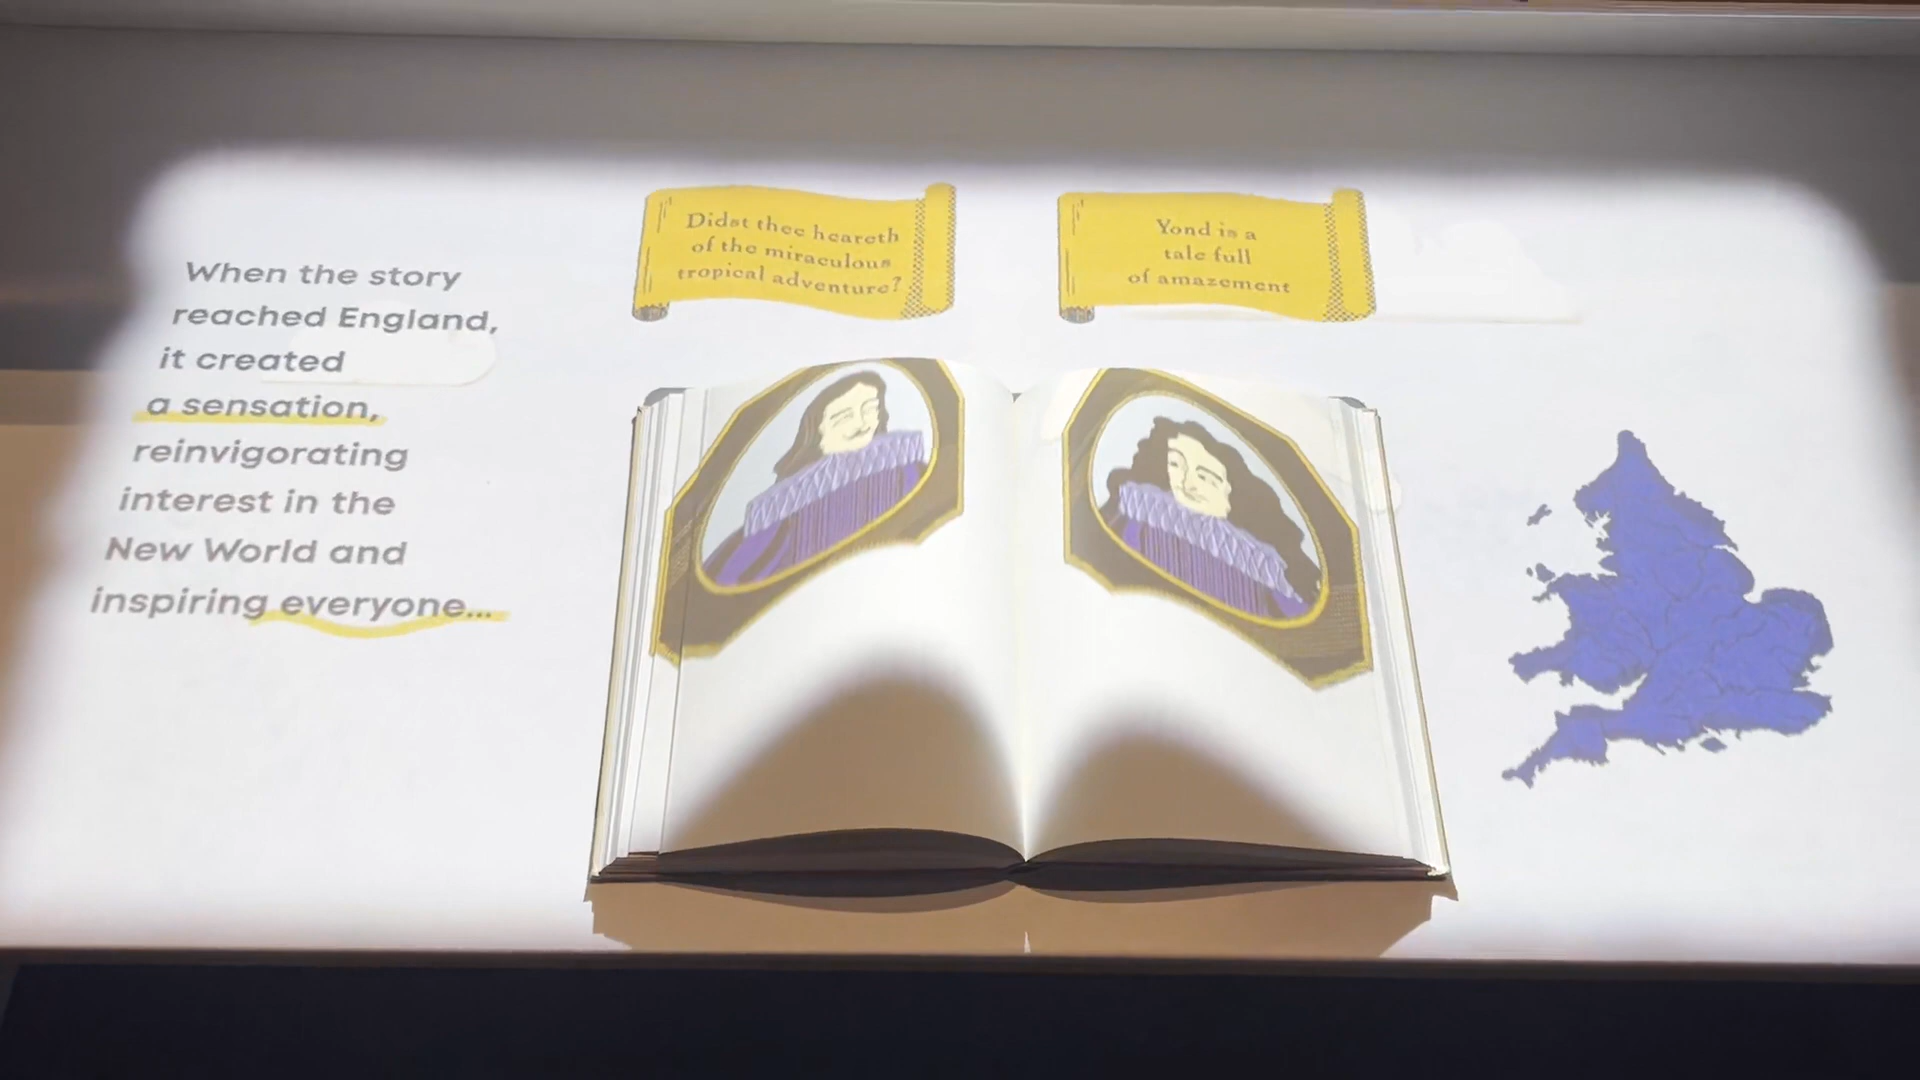 When the story
reached England,
it created
a sensation,
reinvigorating
interest in the
New World and
inspiring everyone...
Didst thee heareth
of the miraculous
tropical adventure?
Yond is a
tale full
of amazement